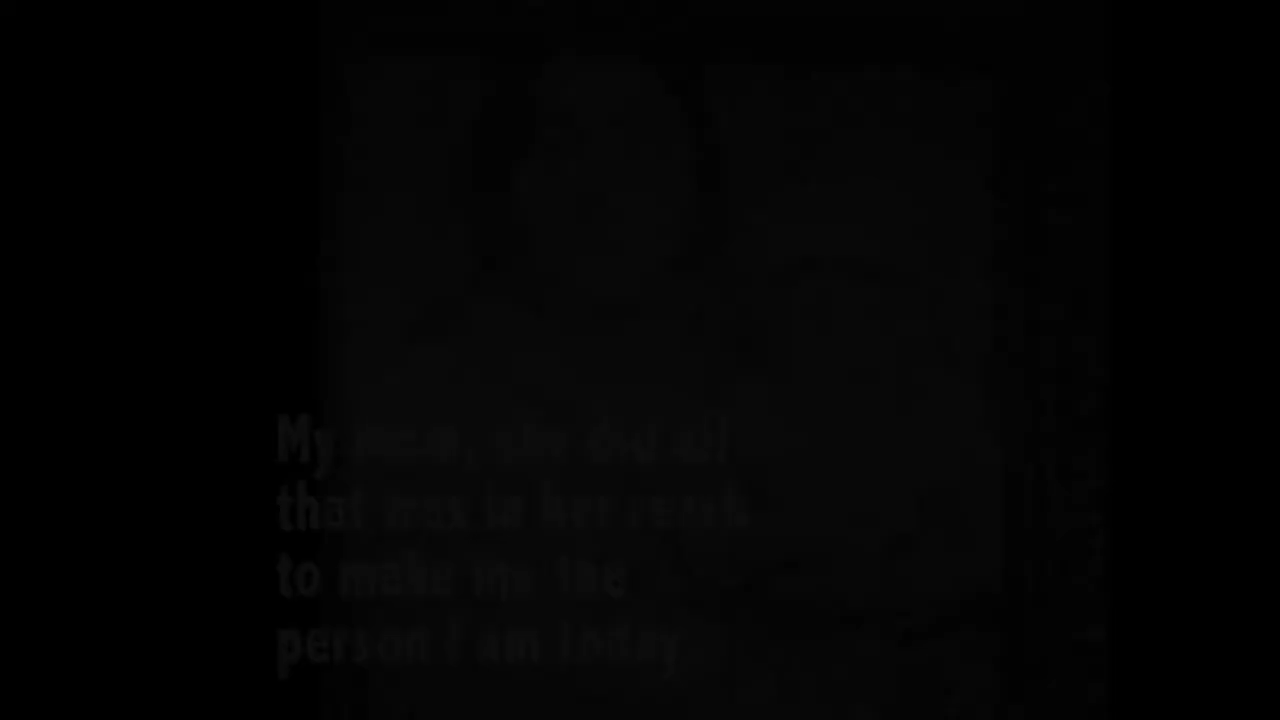 My mom, she did all
that was in her reach
to make me the
person I am today